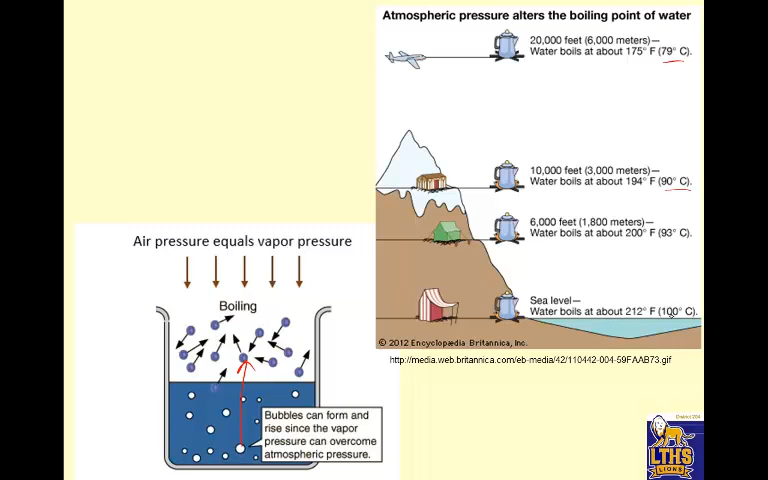 Atmospheric pressure alters the boiling point of water
20,000 feet (6,000 meters)—
Water boils at about 175° F (79° C).
10,000 feet (3,000 meters)—
Water boils at about 194° F (90° C).
6,000 feet (1,800 meters)—
Water boils at about 200° F (93° C).
Sea level—
Water boils at about 212° F (100° C).
© 2012 Encyclopædia Britannica, Inc.
http://media.web.britannica.com/eb-media/42/110442-004-59FAAB73.gif
Air pressure equals vapor pressure
Boiling
Bubbles can form and
rise since the vapor
pressure can overcome
atmospheric pressure.
District 204
LTHS
LIONS